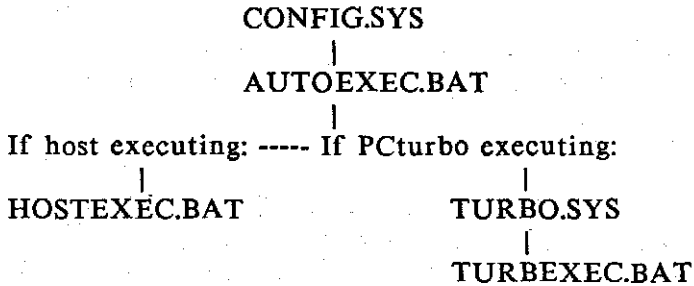 CONFIG.SYS
|
AUTOEXEC.BAT
|
If host executing: ----- If PCturbo executing:
| |
HOSTEXEC.BAT TURBO.SYS
|
TURBEXEC.BAT